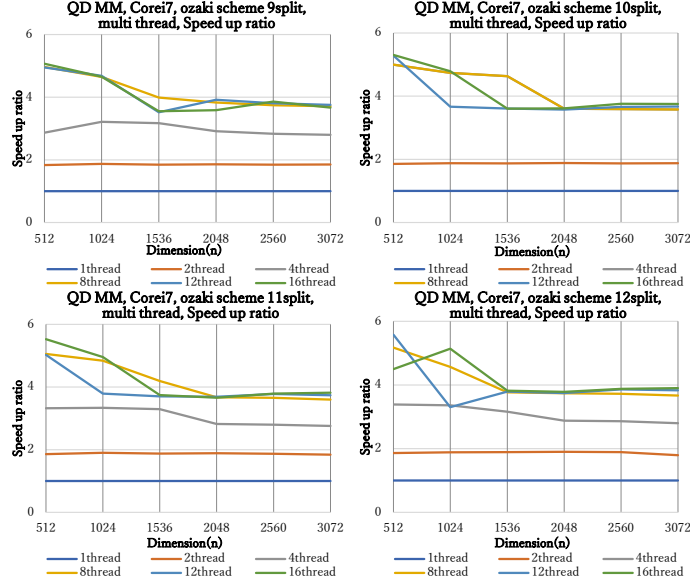 QD MM, Corei7, ozaki scheme 9split,
multi thread, Speed up ratio
6
4
2
0
Speed up ratio
512 1024 1536 2048 2560 3072
Dimension(n)
1thread 2thread 4thread
8thread 12thread 16thread
QD MM, Corei7, ozaki scheme 10split,
multi thread, Speed up ratio
6
4
2
0
Speed up ratio
512 1024 1536 2048 2560 3072
Dimension(n)
1thread 2thread 4thread
8thread 12thread 16thread
QD MM, Corei7, ozaki scheme 11split,
multi thread, Speed up ratio
6
4
2
0
Speed up ratio
512 1024 1536 2048 2560 3072
Dimension(n)
1thread 2thread 4thread
8thread 12thread 16thread
QD MM, Corei7, ozaki scheme 12split,
multi thread, Speed up ratio
6
4
2
0
Speed up ratio
512 1024 1536 2048 2560 3072
Dimension(n)
1thread 2thread 4thread
8thread 12thread 16thread